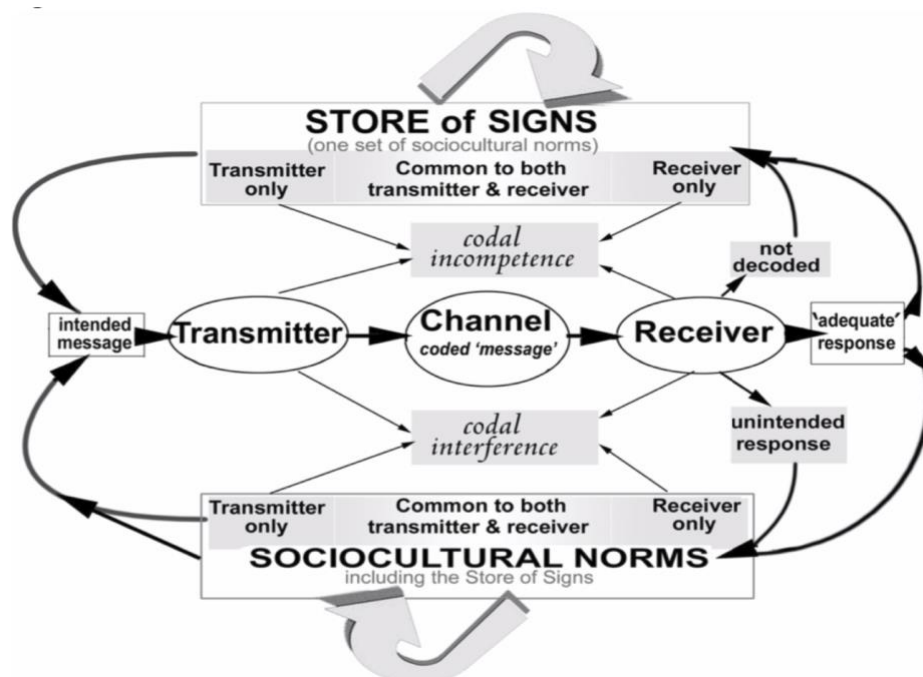 STORE of SIGNS
(one set of sociocultural norms)
Transmitter
only
Common to both
transmitter & receiver
Receiver
only
codal
incompetence
not
decoded
intended
message
Transmitter
Channel
coded 'message'
Receiver
'adequate'
response
codal
interference
unintended
response
Transmitter
only
Common to both
transmitter & receiver
Receiver
only
SOCIOCULTURAL NORMS
including the Store of Signs